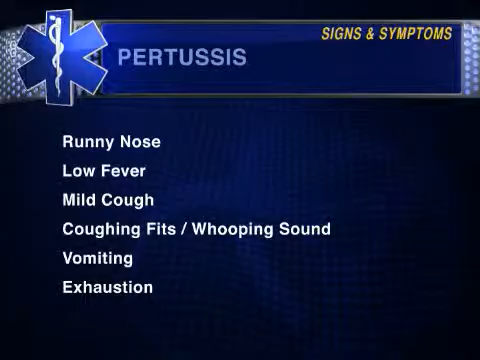 SIGNS & SYMPTOMS
PERTUSSIS
Runny Nose
Low Fever
Mild Cough
Coughing Fits / Whooping Sound
Vomiting
Exhaustion